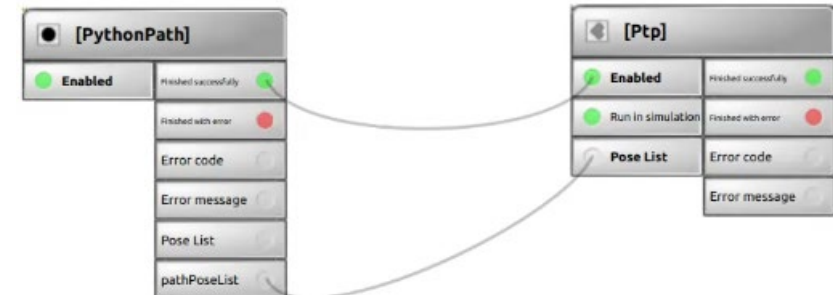 [PythonPath]
Enabled
Finished successfully
Finished with error
Error code
Error message
Pose List
pathPoseList
[Ptp]
Enabled
Finished successfully
Run in simulation
Finished with error
Pose List
Error code
Error message